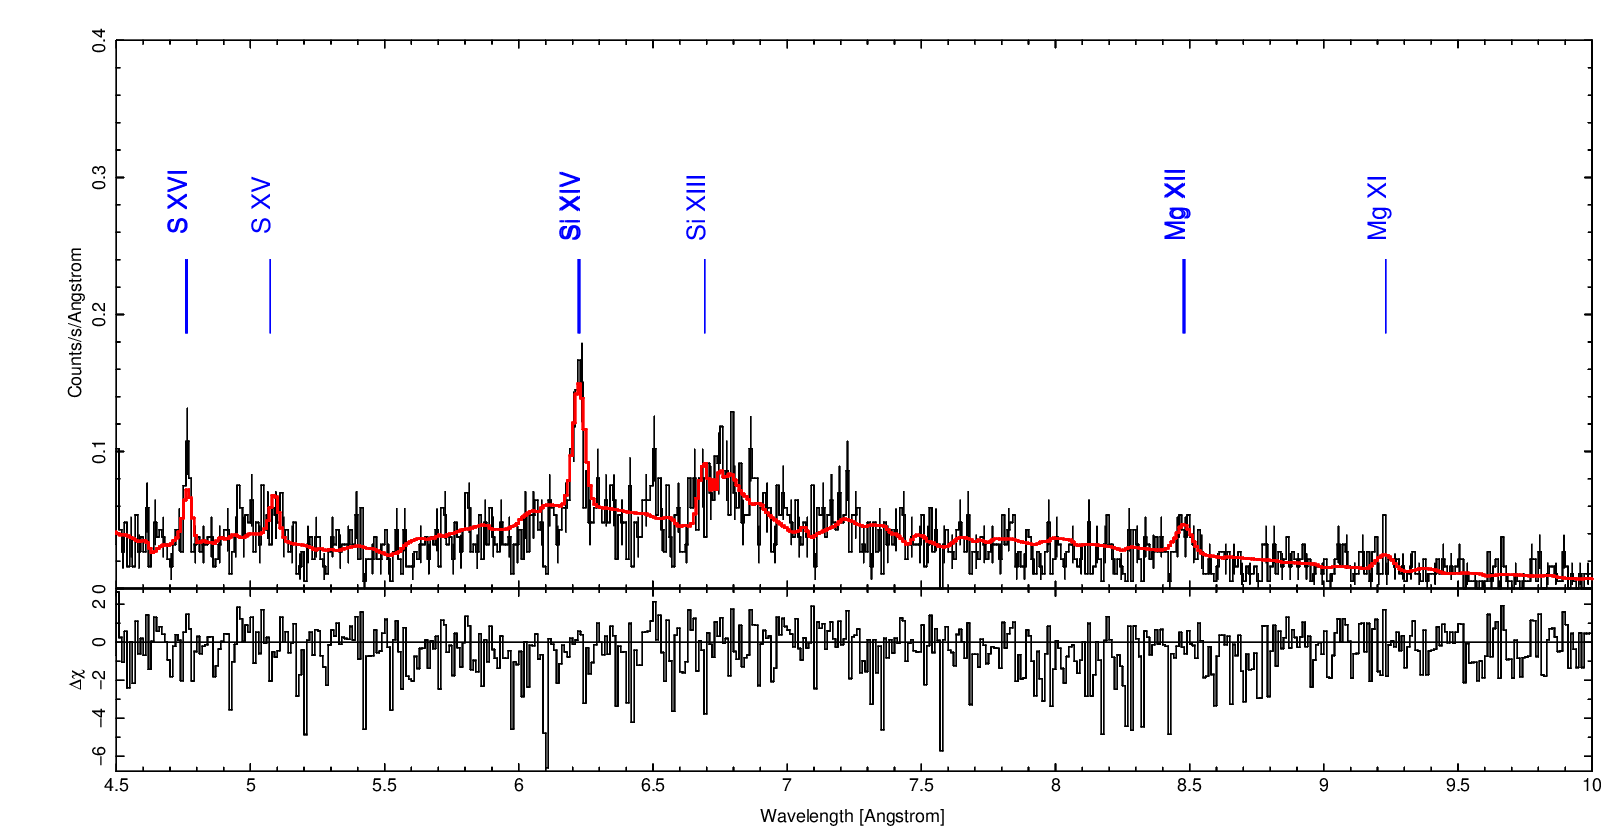 0.4
0.3
0.2
0.1
0
Counts/s/Angstrom
S XVI
S XV
Si XIV
Si XIII
Mg XII
Mg XI
2
0
−2
−4
−6
Δχ
4.5 5 5.5 6 6.5 7 7.5 8 8.5 9 9.5 10
Wavelength [Angstrom]